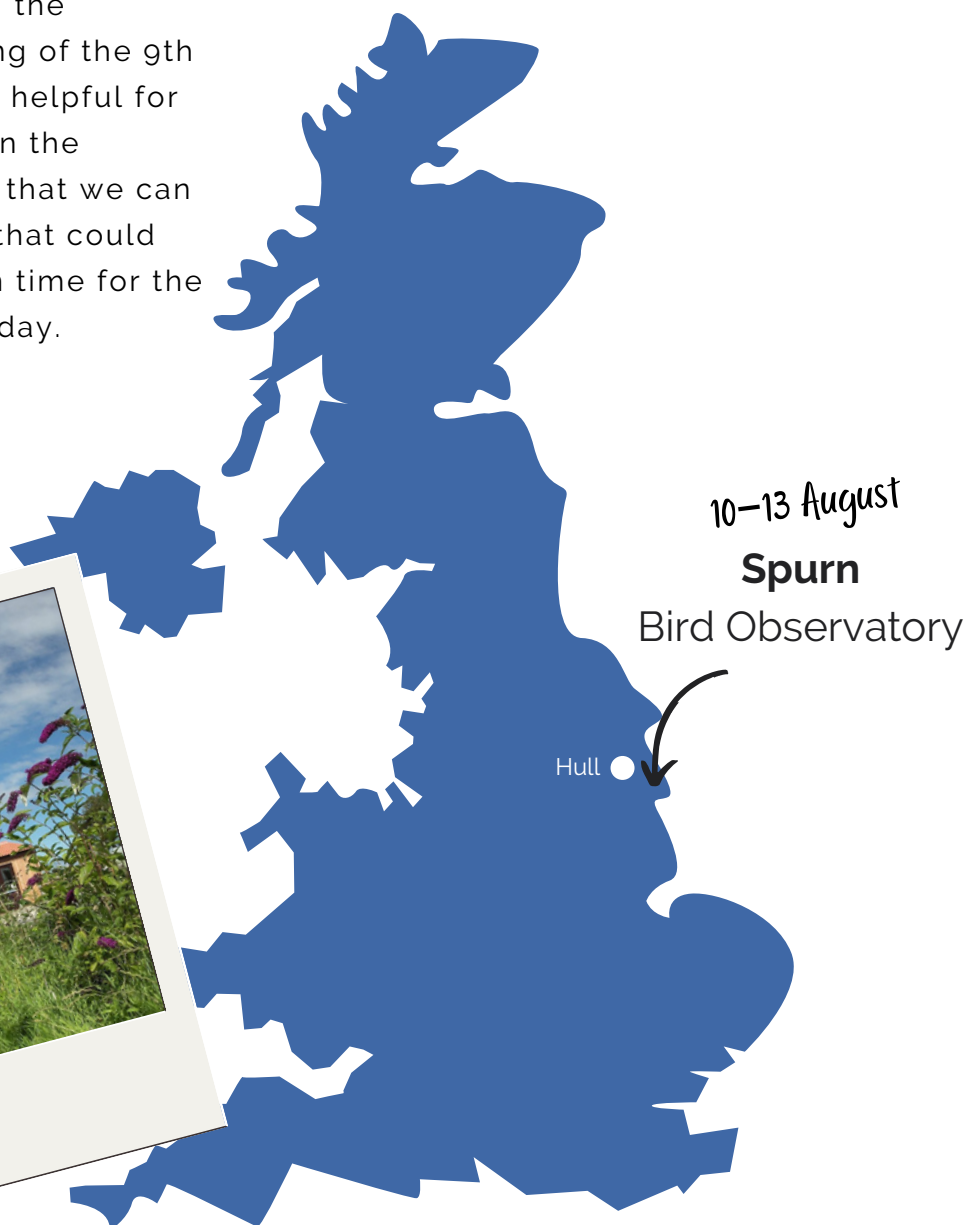 the
ng of the 9th
helpful for
n the
that we can
that could
n time for the
day.
10–13 August
Spurn
Bird Observatory
Hull